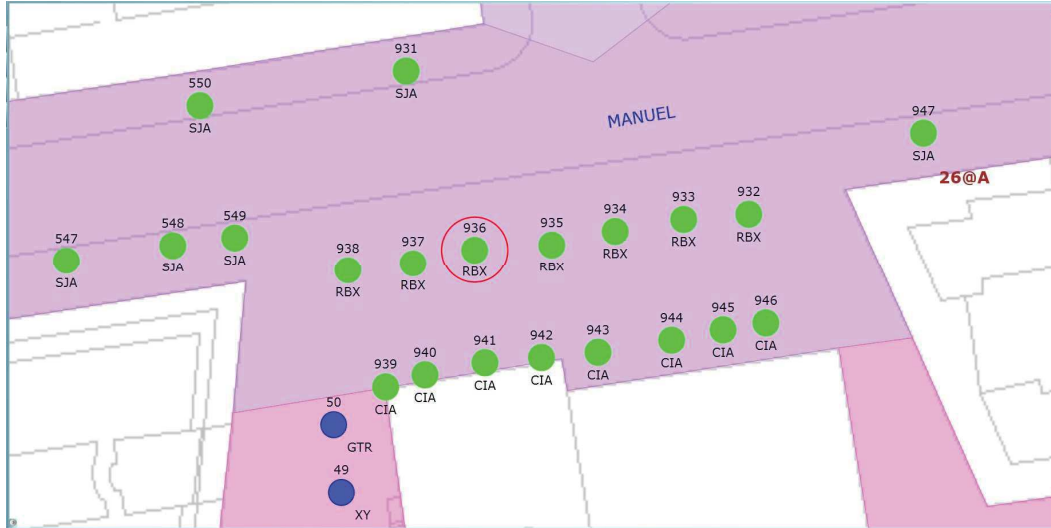 931
SJA
550
SJA
MANUEL
947
SJA
26@A
932
RBX
933
RBX
934
RBX
935
RBX
936
RBX
937
RBX
938
RBX
549
SJA
548
SJA
547
SJA
946
CIA
945
CIA
944
CIA
943
CIA
942
CIA
941
CIA
940
CIA
939
CIA
50
GTR
49
XY